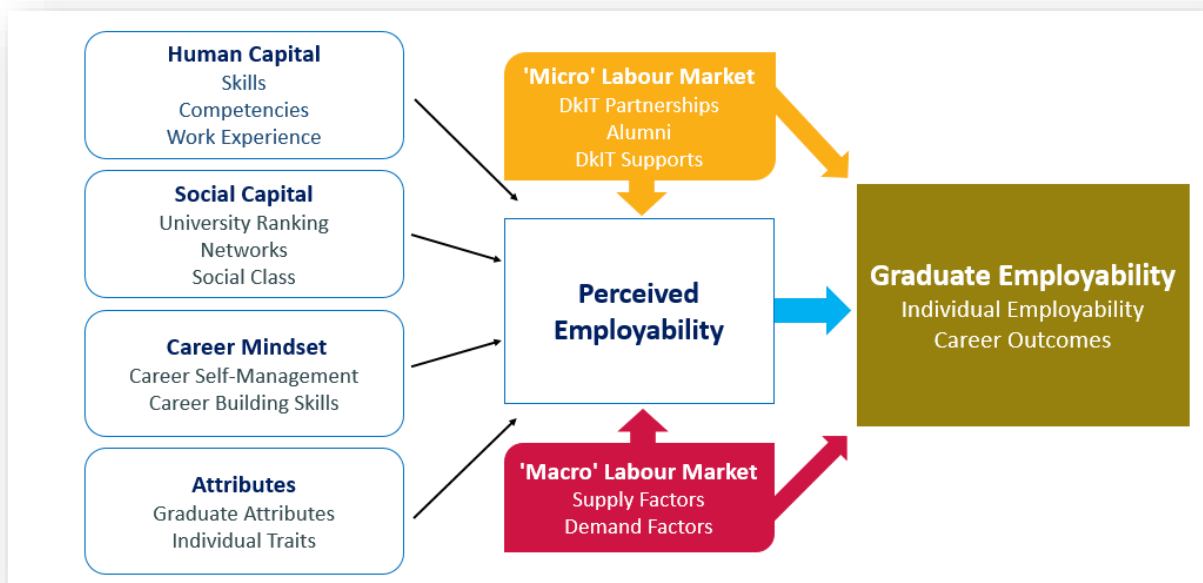 Human Capital
Skills
Competencies
Work Experience
Social Capital
University Ranking
Networks
Social Class
Career Mindset
Career Self-Management
Career Building Skills
Attributes
Graduate Attributes
Individual Traits
'Micro' Labour Market
DkIT Partnerships
Alumni
DkIT Supports
Perceived
Employability
'Macro' Labour Market
Supply Factors
Demand Factors
Graduate Employability
Individual Employability
Career Outcomes